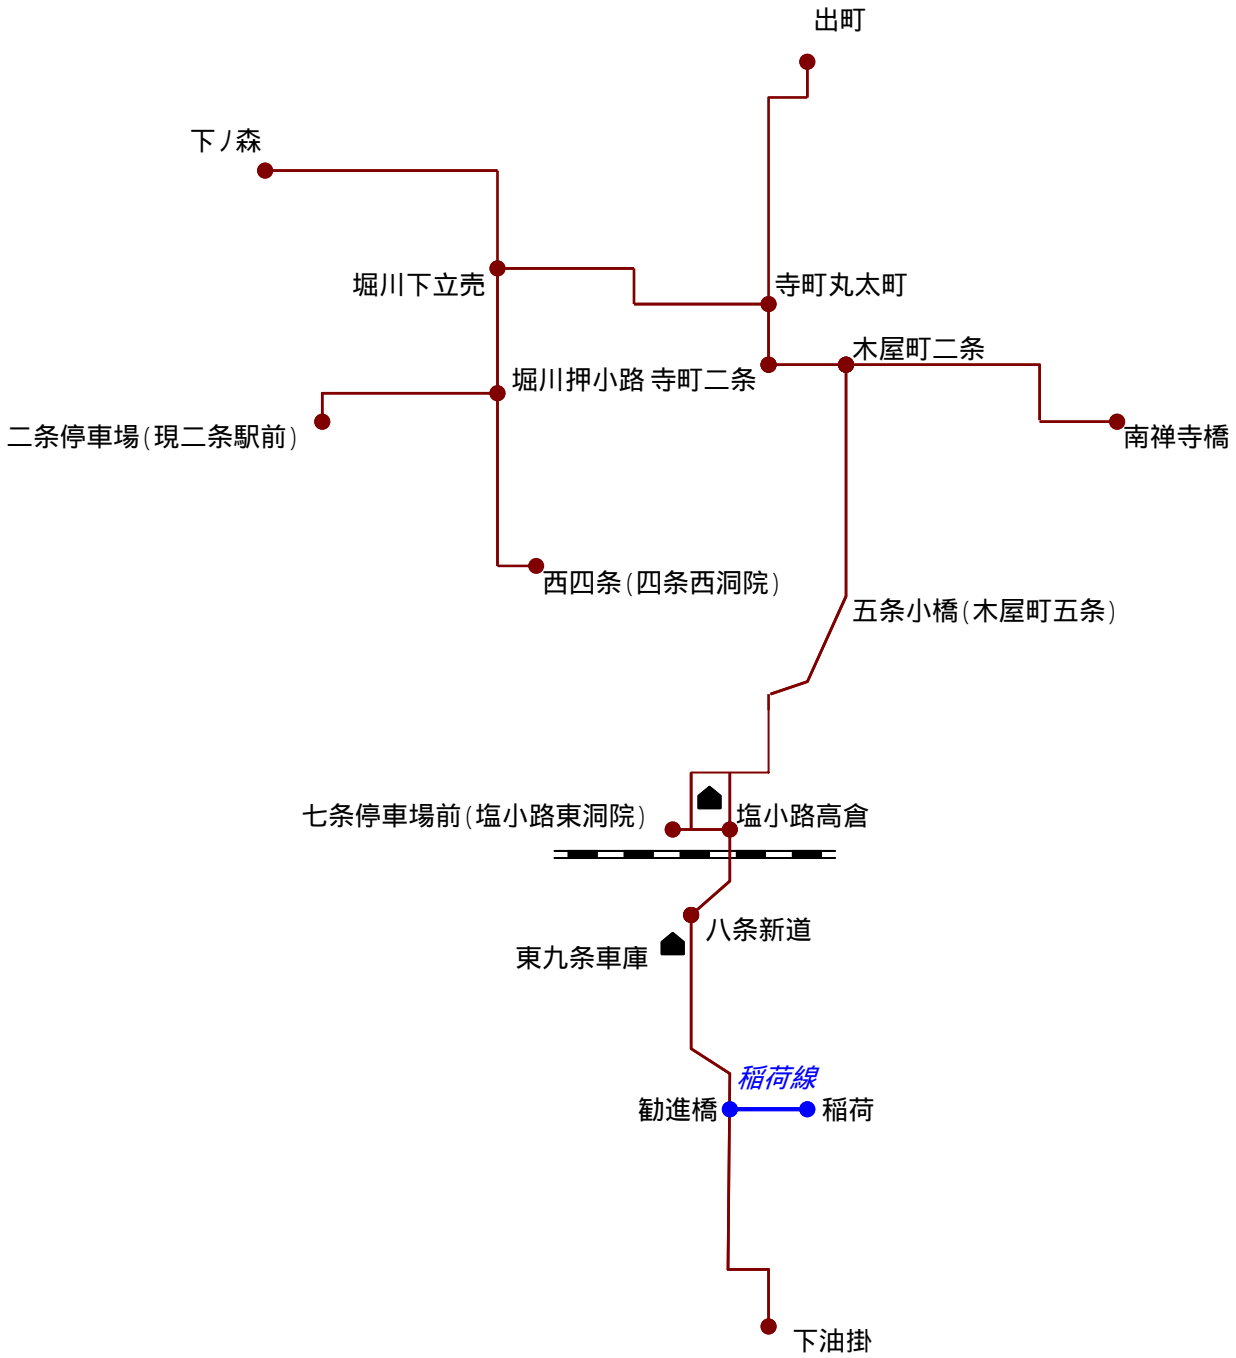 出町
下ノ森
堀川下立売
寺町丸太町
木屋町二条
堀川押小路
寺町二条
二条停車場(現二条駅前)
南禅寺橋
西四条(四条西洞院)
五条小橋(木屋町五条)
七条停車場前(塩小路東洞院)
塩小路高倉
八条新道
東九条車庫
稲荷線
勧進橋
稲荷
下油掛